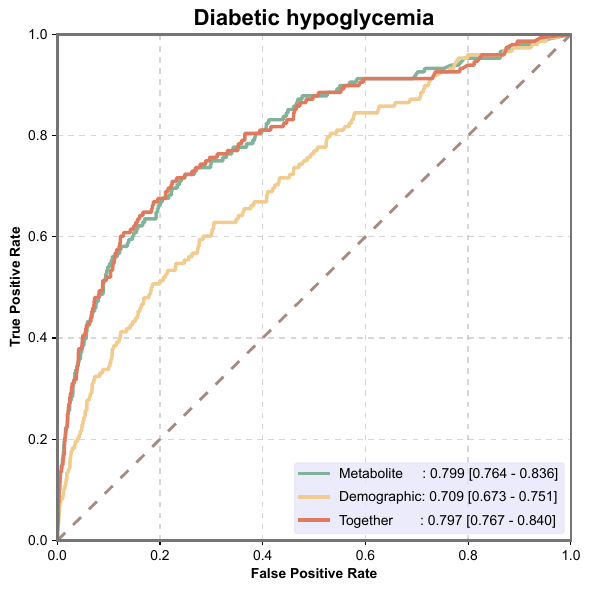 Diabetic hypoglycemia
1.0
0.8
0.6
0.4
0.2
0.0
True Positive Rate
Metabolite : 0.799 [0.764 - 0.836]
Demographic: 0.709 [0.673 - 0.751]
Together : 0.797 [0.767 - 0.840]
0.0 0.2 0.4 0.6 0.8 1.0
False Positive Rate